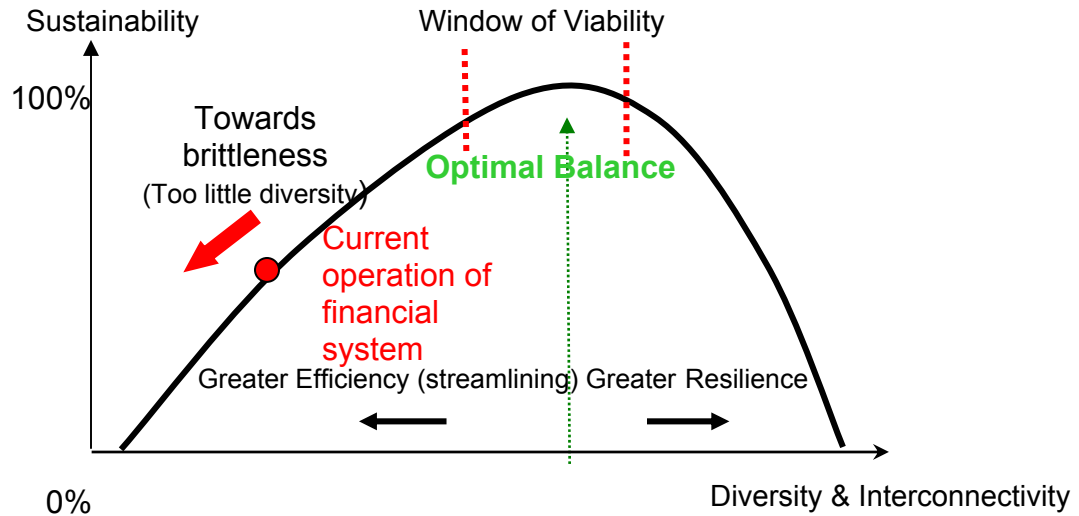 Sustainability
Window of Viability
100%
Towards
brittleness
(Too little diversity)
Optimal Balance
Current
operation of
financial
system
Greater Efficiency (streamlining)
Greater Resilience
0%
Diversity & Interconnectivity